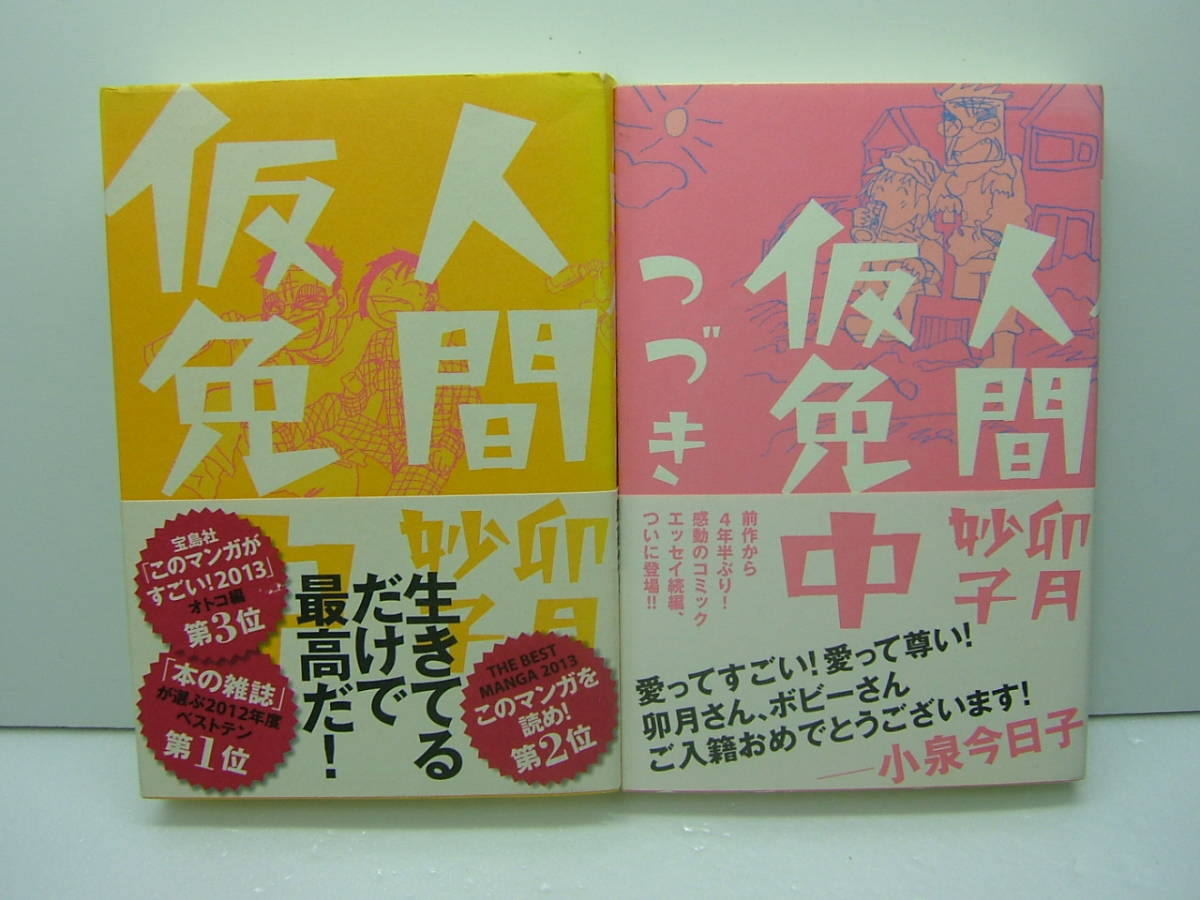 人間
仮免
中
卯月
妙子
宝島社
「このマンガが
すごい!2013」
オトコ編
第3位
「本の雑誌」
が選ぶ2012年度
ベストテン
第1位
生きてる
だけで
最高だ!
THE BEST
MANGA 2013
このマンガを
読め!
第2位
人間
仮免
中
つづき
卯月
妙子
前作から
4年半ぶり!
感動のコミック
エッセイ続編、
ついに登場!!
愛ってすごい!愛って尊い!
卯月さん、ボビーさん
ご入籍おめでとうございます!
──小泉今日子